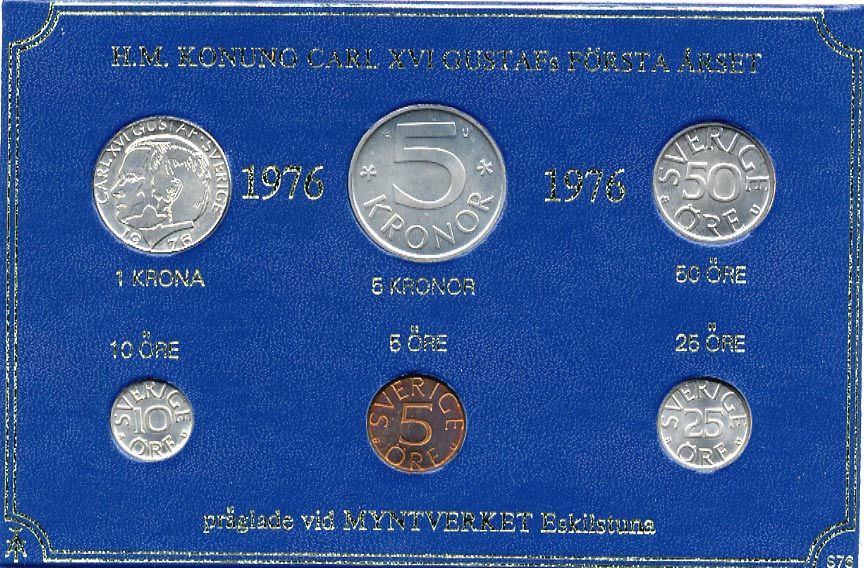 H.M. KONUNG CARL XVI GUSTAFs FÖRSTA ÅRSET
CARL XVI GUSTAF · SVERIGE
1976
1976
5
KRONOR
U
1976
SVERIGE
50
ÖRE
U
1 KRONA
5 KRONOR
50 ÖRE
10 ÖRE
5 ÖRE
25 ÖRE
SVERIGE
10
ÖRE
U
SVERIGE
5
ÖRE
U
SVERIGE
25
ÖRE
U
präglade vid MYNTVERKET Eskilstuna
S76